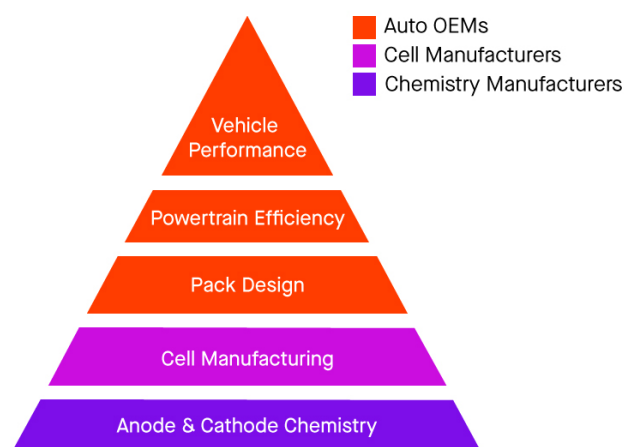 Auto OEMs
Cell Manufacturers
Chemistry Manufacturers
Vehicle
Performance
Powertrain Efficiency
Pack Design
Cell Manufacturing
Anode & Cathode Chemistry